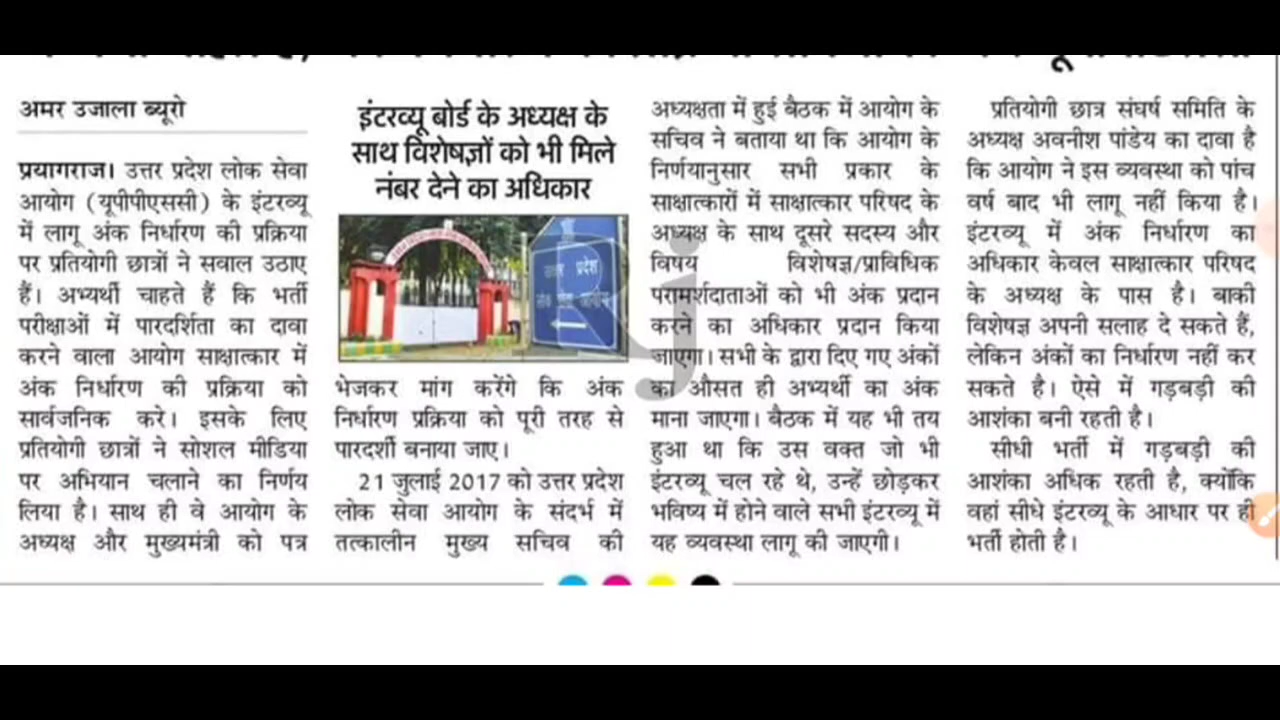 अमर उजाला ब्यूरो
प्रयागराज। उत्तर प्रदेश लोक सेवा
आयोग (यूपीपीएससी) के इंटरव्यू
में लागू अंक निर्धारण की प्रक्रिया
पर प्रतियोगी छात्रों ने सवाल उठाए
हैं। अभ्यर्थी चाहते हैं कि भर्ती
परीक्षाओं में पारदर्शिता का दावा
करने वाला आयोग साक्षात्कार में
अंक निर्धारण की प्रक्रिया को
सार्वजनिक करे। इसके लिए
प्रतियोगी छात्रों ने सोशल मीडिया
पर अभियान चलाने का निर्णय
लिया है। साथ ही वे आयोग के
अध्यक्ष और मुख्यमंत्री को पत्र
इंटरव्यू बोर्ड के अध्यक्ष के
साथ विशेषज्ञों को भी मिले
नंबर देने का अधिकार
उत्तर प्रदेश
लोक सेवा आयोग
भेजकर मांग करेंगे कि अंक
निर्धारण प्रक्रिया को पूरी तरह से
पारदर्शी बनाया जाए।
21 जुलाई 2017 को उत्तर प्रदेश
लोक सेवा आयोग के संदर्भ में
तत्कालीन मुख्य सचिव की
अध्यक्षता में हुई बैठक में आयोग के
सचिव ने बताया था कि आयोग के
निर्णयानुसार सभी प्रकार के
साक्षात्कारों में साक्षात्कार परिषद के
अध्यक्ष के साथ दूसरे सदस्य और
विषय विशेषज्ञ/प्राविधिक
परामर्शदाताओं को भी अंक प्रदान
करने का अधिकार प्रदान किया
जाएगा। सभी के द्वारा दिए गए अंकों
का औसत ही अभ्यर्थी का अंक
माना जाएगा। बैठक में यह भी तय
हुआ था कि उस वक्त जो भी
इंटरव्यू चल रहे थे, उन्हें छोड़कर
भविष्य में होने वाले सभी इंटरव्यू में
यह व्यवस्था लागू की जाएगी।
प्रतियोगी छात्र संघर्ष समिति के
अध्यक्ष अवनीश पांडेय का दावा है
कि आयोग ने इस व्यवस्था को पांच
वर्ष बाद भी लागू नहीं किया है।
इंटरव्यू में अंक निर्धारण का
अधिकार केवल साक्षात्कार परिषद
के अध्यक्ष के पास है। बाकी
विशेषज्ञ अपनी सलाह दे सकते हैं,
लेकिन अंकों का निर्धारण नहीं कर
सकते है। ऐसे में गड़बड़ी की
आशंका बनी रहती है।
सीधी भर्ती में गड़बड़ी की
आशंका अधिक रहती है, क्योंकि
वहां सीधे इंटरव्यू के आधार पर ही
भर्ती होती है।